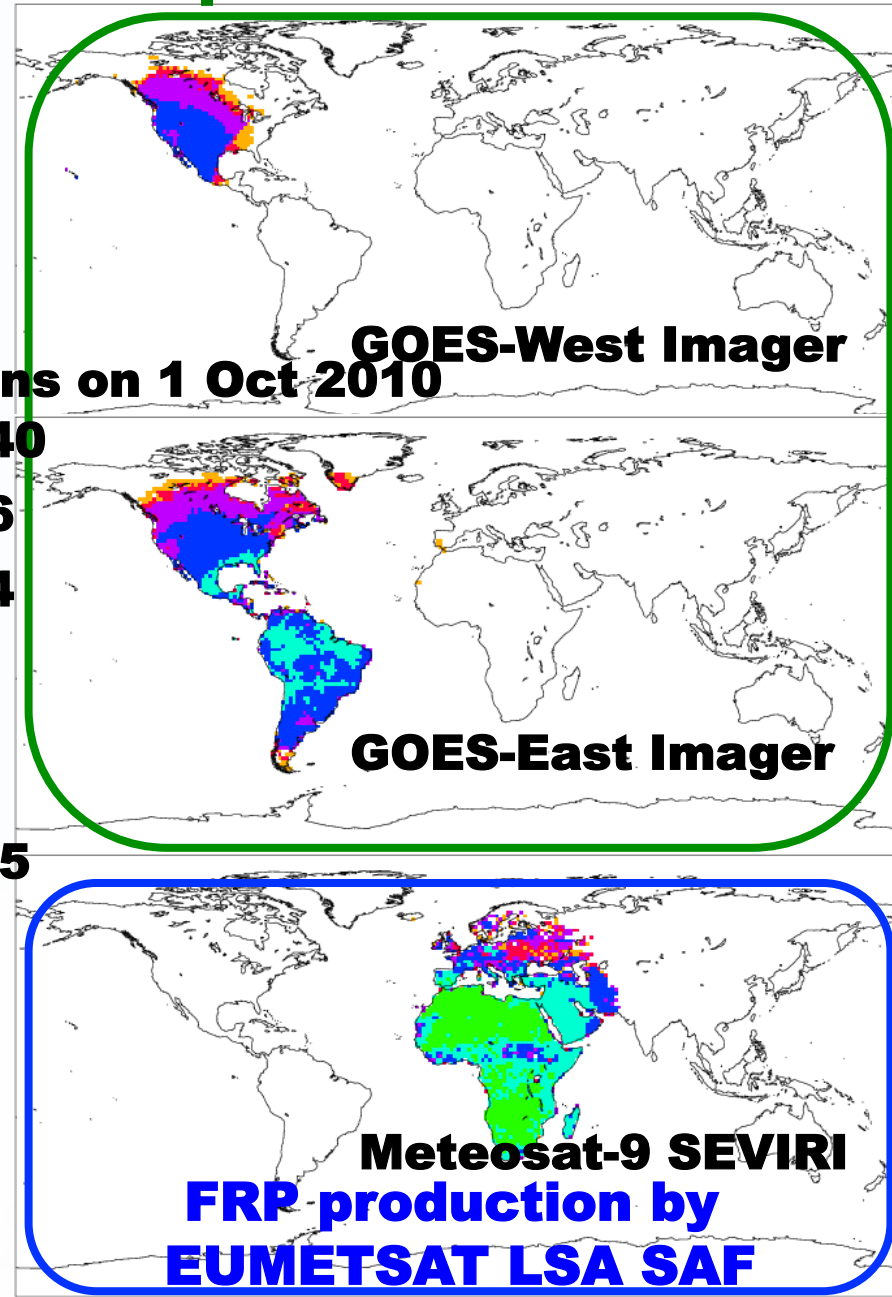 GOES-West Imager
ns on 1 Oct 2010
40
6
4
GOES-East Imager
5
Meteosat-9 SEVIRI
FRP production by
EUMETSAT LSA SAF